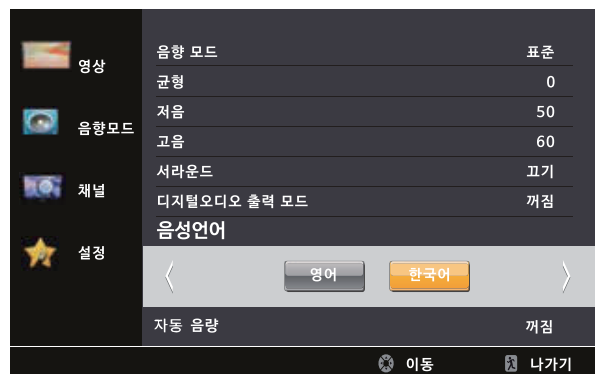 영상
음향모드
채널
설정
음향 모드 표준
균형 0
저음 50
고음 60
서라운드 끄기
디지털오디오 출력 모드 꺼짐
음성언어
영어 한국어
자동 음량 꺼짐
이동 나가기